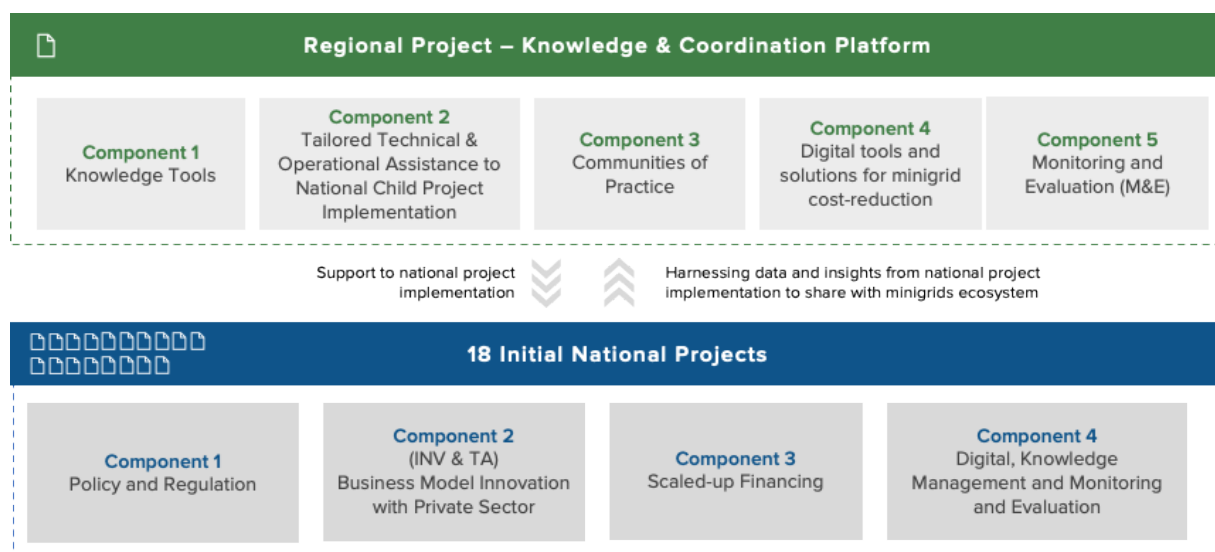 Regional Project – Knowledge & Coordination Platform
Component 1
Knowledge Tools
Component 2
Tailored Technical &
Operational Assistance to
National Child Project
Implementation
Component 3
Communities of
Practice
Component 4
Digital tools and
solutions for minigrid
cost-reduction
Component 5
Monitoring and
Evaluation (M&E)
Support to national project
implementation
Harnessing data and insights from national project
implementation to share with minigrids ecosystem
18 Initial National Projects
Component 1
Policy and Regulation
Component 2
(INV & TA)
Business Model Innovation
with Private Sector
Component 3
Scaled-up Financing
Component 4
Digital, Knowledge
Management and Monitoring
and Evaluation